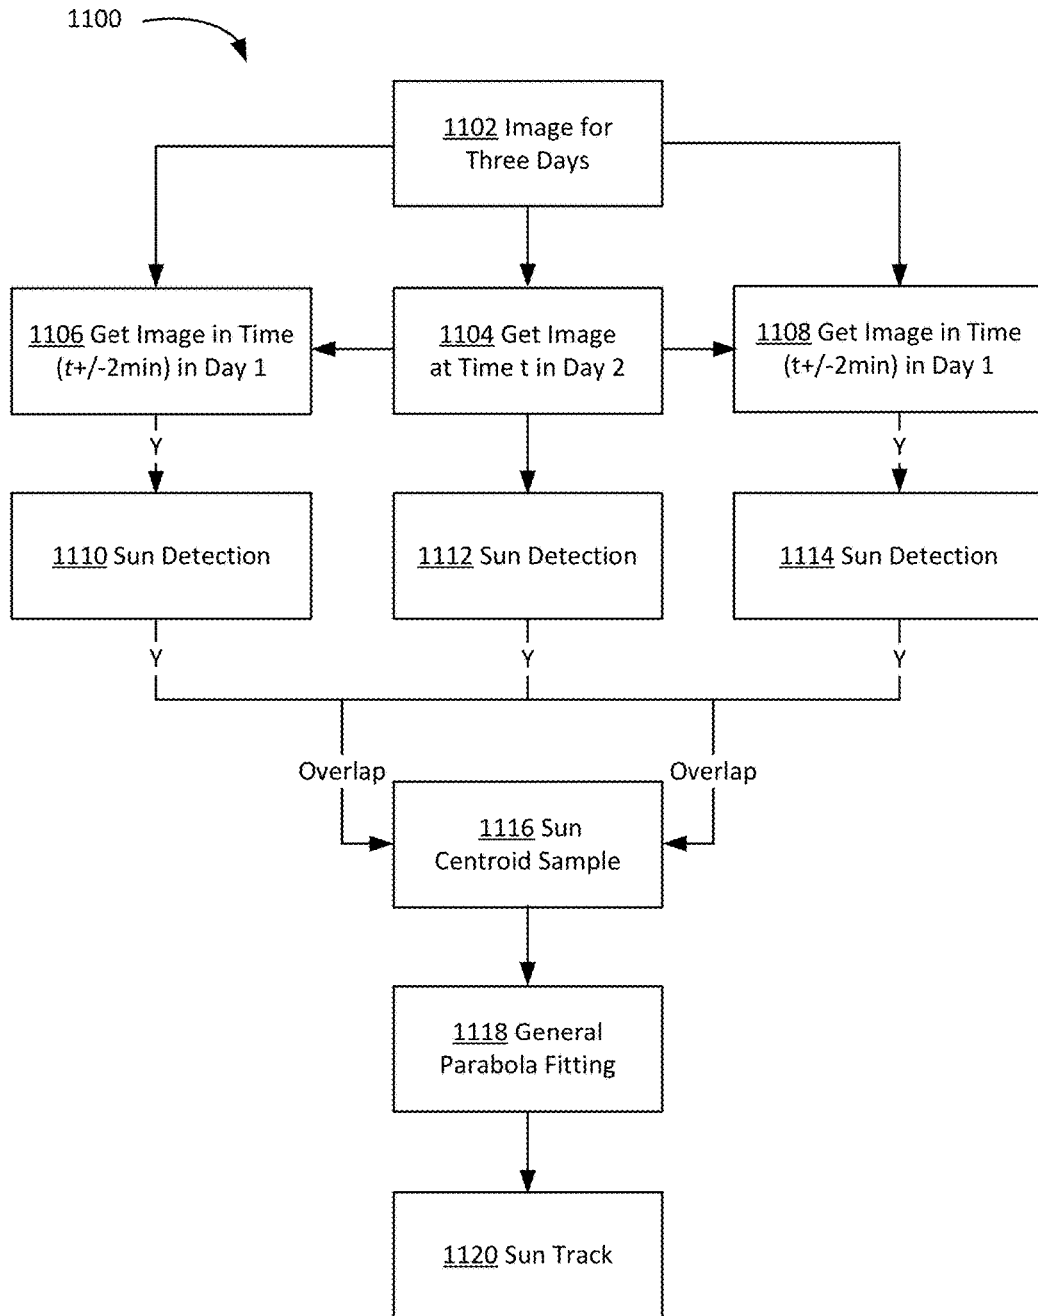 1100
1102 Image for
Three Days
1106 Get Image in Time
(t+/-2min) in Day 1
1104 Get Image
at Time t in Day 2
1108 Get Image in Time
(t+/-2min) in Day 1
Y
Y
1110 Sun Detection
1112 Sun Detection
1114 Sun Detection
Y
Y
Y
Overlap
Overlap
1116 Sun
Centroid Sample
1118 General
Parabola Fitting
1120 Sun Track